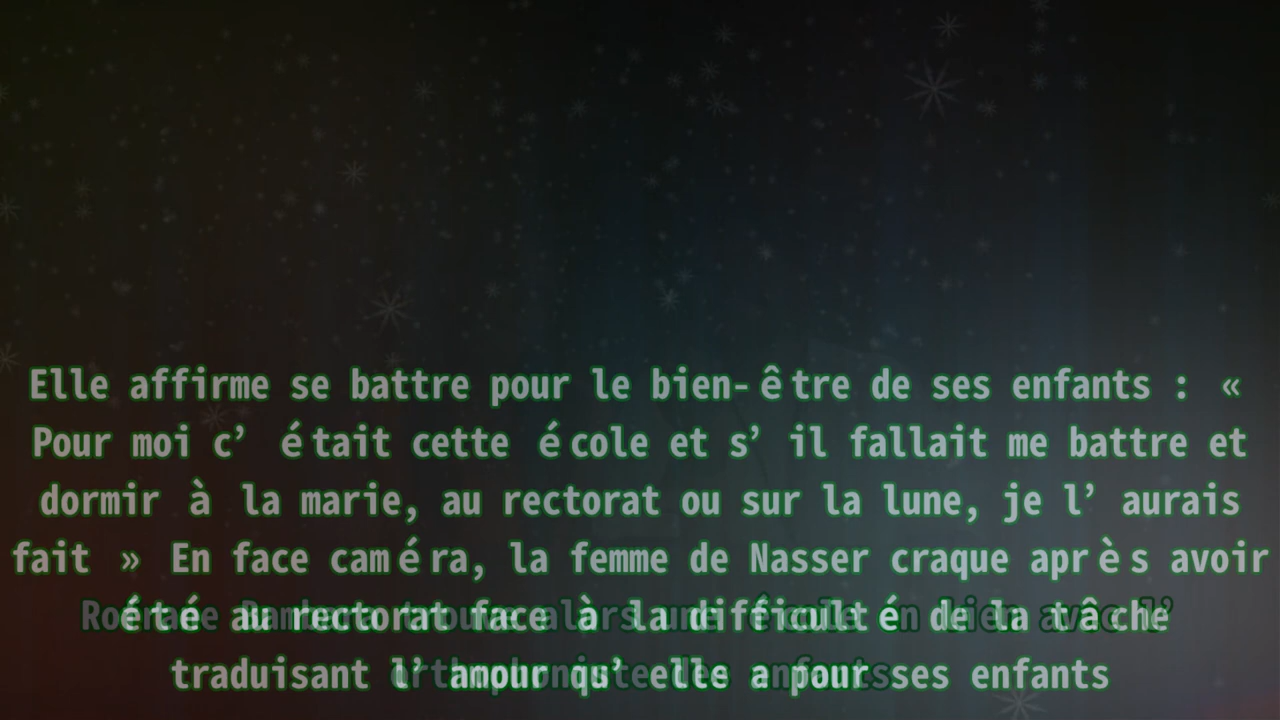 Elle affirme se battre pour le bien-être de ses enfants : «
Pour moi c’ était cette école et s’ il fallait me battre et
dormir à la marie, au rectorat ou sur la lune, je l’ aurais
fait » En face caméra, la femme de Nasser craque après avoir
été au rectorat face à la difficulté de la tâche
traduisant l’ amour qu’ elle a pour ses enfants